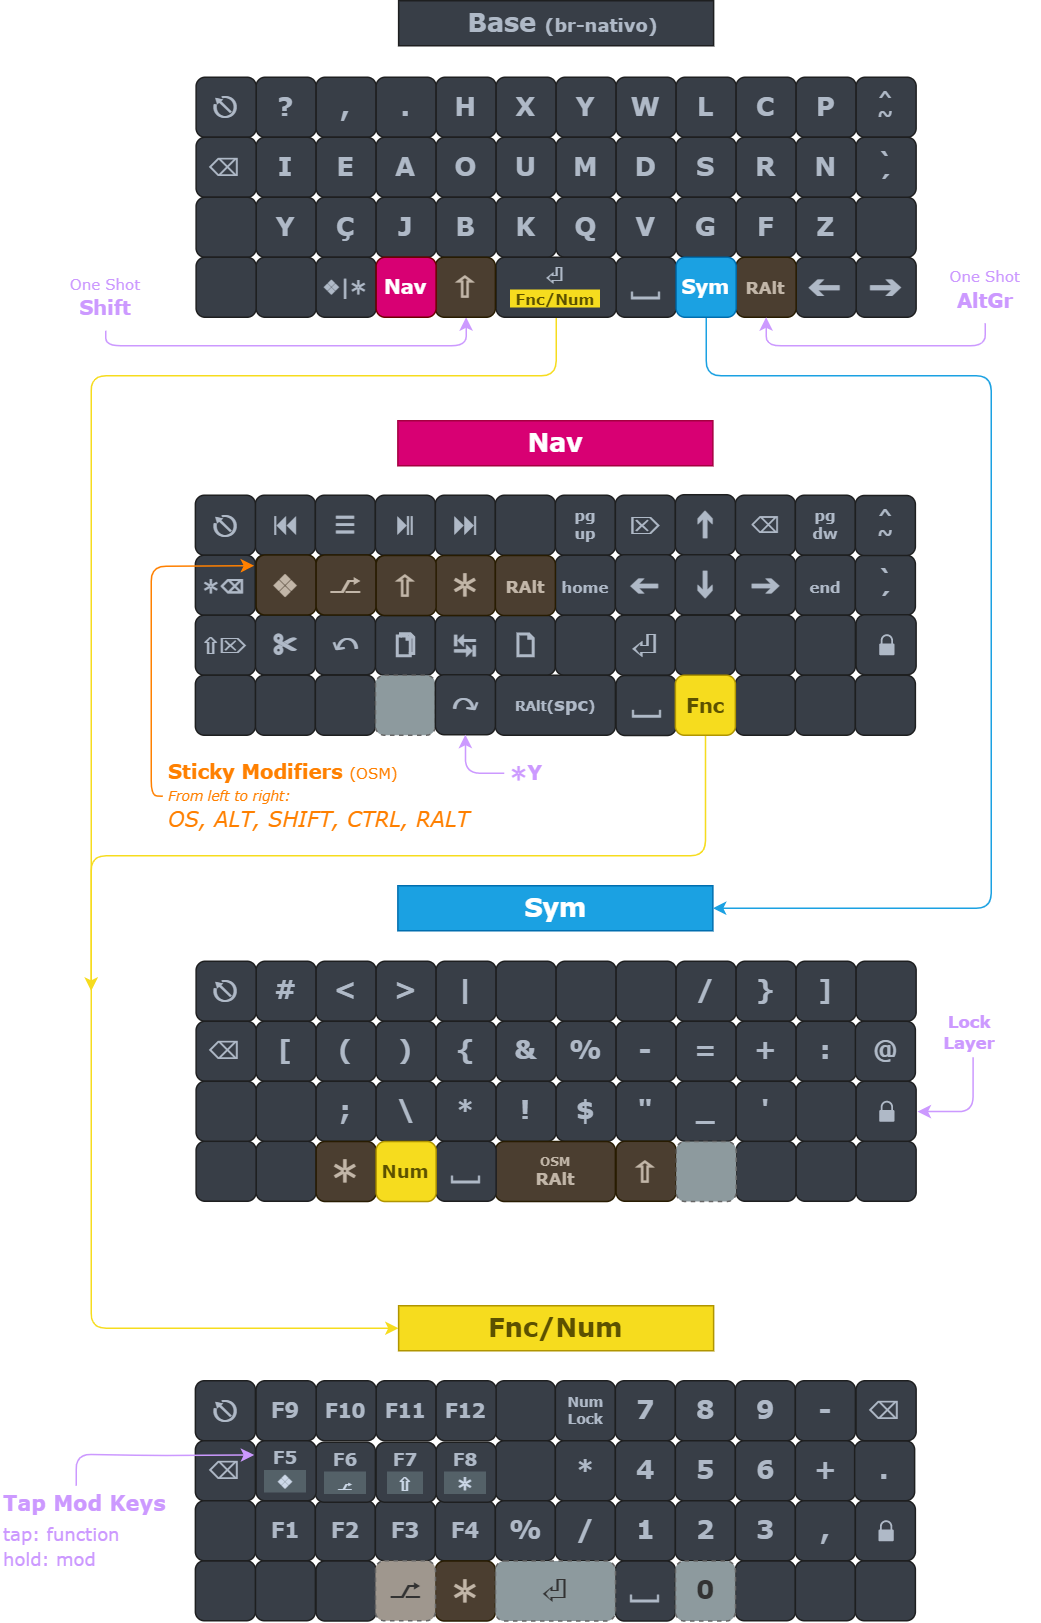 Base (br-nativo)
? , . H X Y W L C P ^ ~
I E A O U M D S R N ` ´
Y Ç J B K Q V G F Z
❖|* Nav ⇧ Fnc/Num Sym RAlt
One Shot
Shift
One Shot
AltGr
Nav
pg up pg dw ^ ~
RAlt home end ` ´
RAlt(spc) Fnc
*Y
Sticky Modifiers (OSM)
From left to right:
OS, ALT, SHIFT, CTRL, RALT
Sym
# < > | / } ]
[ ( ) { & % - = + : @
; \ * ! $ " _ '
* Num OSM RAlt
Lock
Layer
Fnc/Num
F9 F10 F11 F12 Num Lock 7 8 9 -
F5 F6 F7 F8 * 4 5 6 + .
F1 F2 F3 F4 % / 1 2 3 ,
* 0
Tap Mod Keys
tap: function
hold: mod